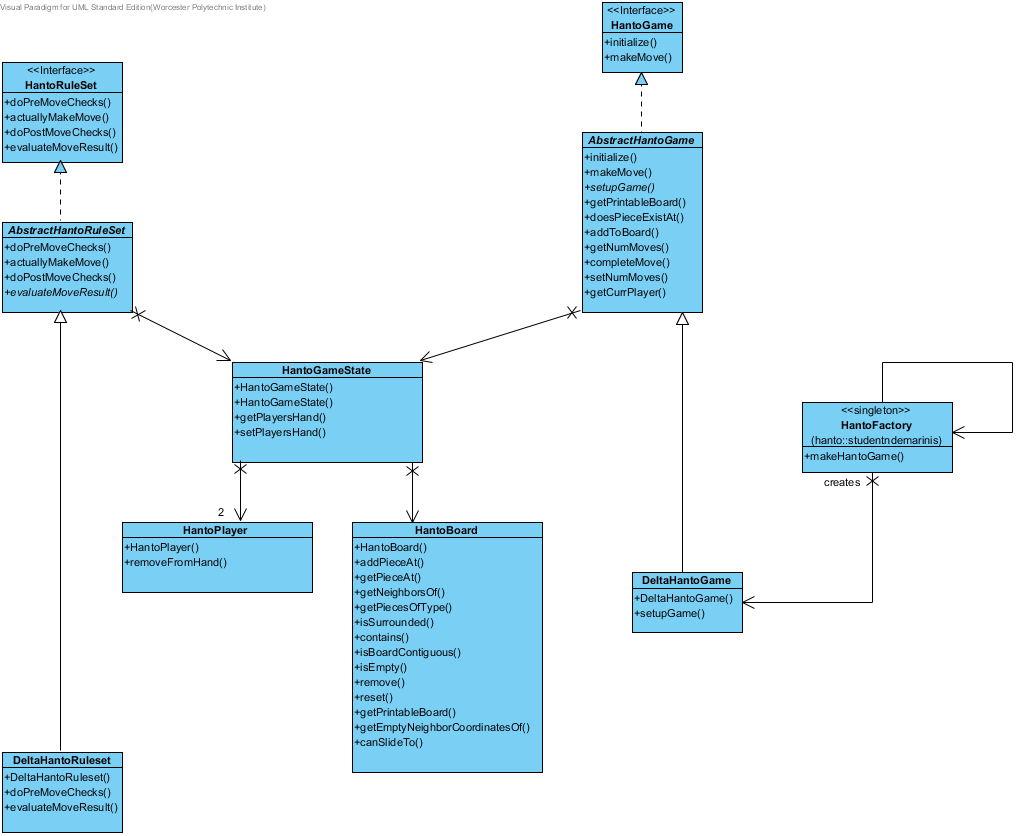 Visual Paradigm for UML Standard Edition(Worcester Polytechnic Institute)
<<Interface>>
HantoGame
+initialize()
+makeMove()
<<Interface>>
HantoRuleSet
+doPreMoveChecks()
+actuallyMakeMove()
+doPostMoveChecks()
+evaluateMoveResult()
AbstractHantoGame
+initialize()
+makeMove()
+setupGame()
+getPrintableBoard()
+doesPieceExistAt()
+addToBoard()
+getNumMoves()
+completeMove()
+setNumMoves()
+getCurrPlayer()
AbstractHantoRuleSet
+doPreMoveChecks()
+actuallyMakeMove()
+doPostMoveChecks()
+evaluateMoveResult()
HantoGameState
+HantoGameState()
+HantoGameState()
+getPlayersHand()
+setPlayersHand()
<<singleton>>
HantoFactory
(hanto::studentndemarinis)
+makeHantoGame()
creates
2
HantoPlayer
+HantoPlayer()
+removeFromHand()
HantoBoard
+HantoBoard()
+addPieceAt()
+getPieceAt()
+getNeighborsOf()
+getPiecesOfType()
+isSurrounded()
+contains()
+isBoardContiguous()
+isEmpty()
+remove()
+reset()
+getPrintableBoard()
+getEmptyNeighborCoordinatesOf()
+canSlideTo()
DeltaHantoGame
+DeltaHantoGame()
+setupGame()
DeltaHantoRuleset
+DeltaHantoRuleset()
+doPreMoveChecks()
+evaluateMoveResult()